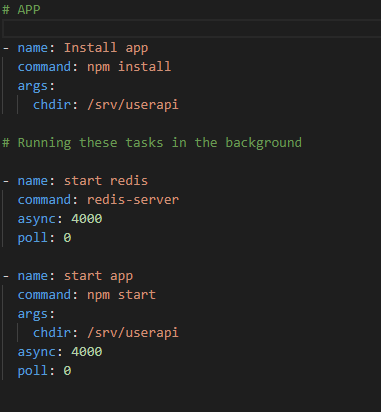 # APP
- name: Install app
  command: npm install
  args:
    chdir: /srv/userapi
# Running these tasks in the background
- name: start redis
  command: redis-server
  async: 4000
  poll: 0
- name: start app
  command: npm start
  args:
    chdir: /srv/userapi
  async: 4000
  poll: 0